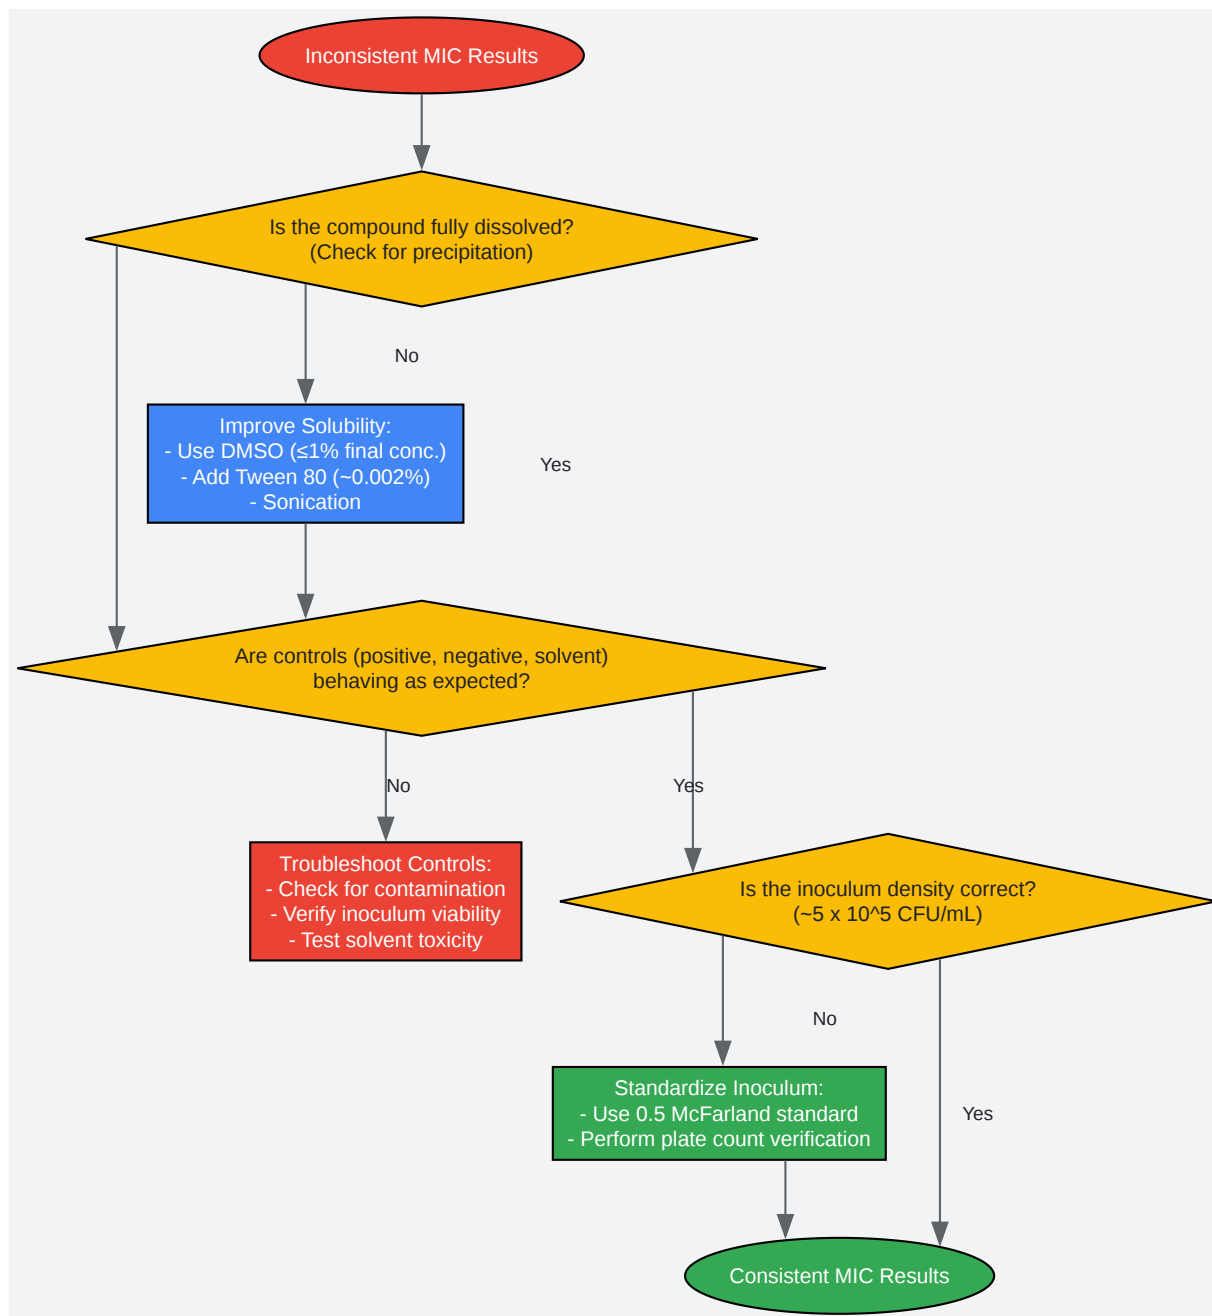 Inconsistent MIC Results
Is the compound fully dissolved?
(Check for precipitation)
No
Improve Solubility:
- Use DMSO (≤1% final conc.)
- Add Tween 80 (~0.002%)
- Sonication
Yes
Are controls (positive, negative, solvent)
behaving as expected?
No
Yes
Troubleshoot Controls:
- Check for contamination
- Verify inoculum viability
- Test solvent toxicity
Is the inoculum density correct?
(~5 x 10^5 CFU/mL)
No
Standardize Inoculum:
- Use 0.5 McFarland standard
- Perform plate count verification
Yes
Consistent MIC Results